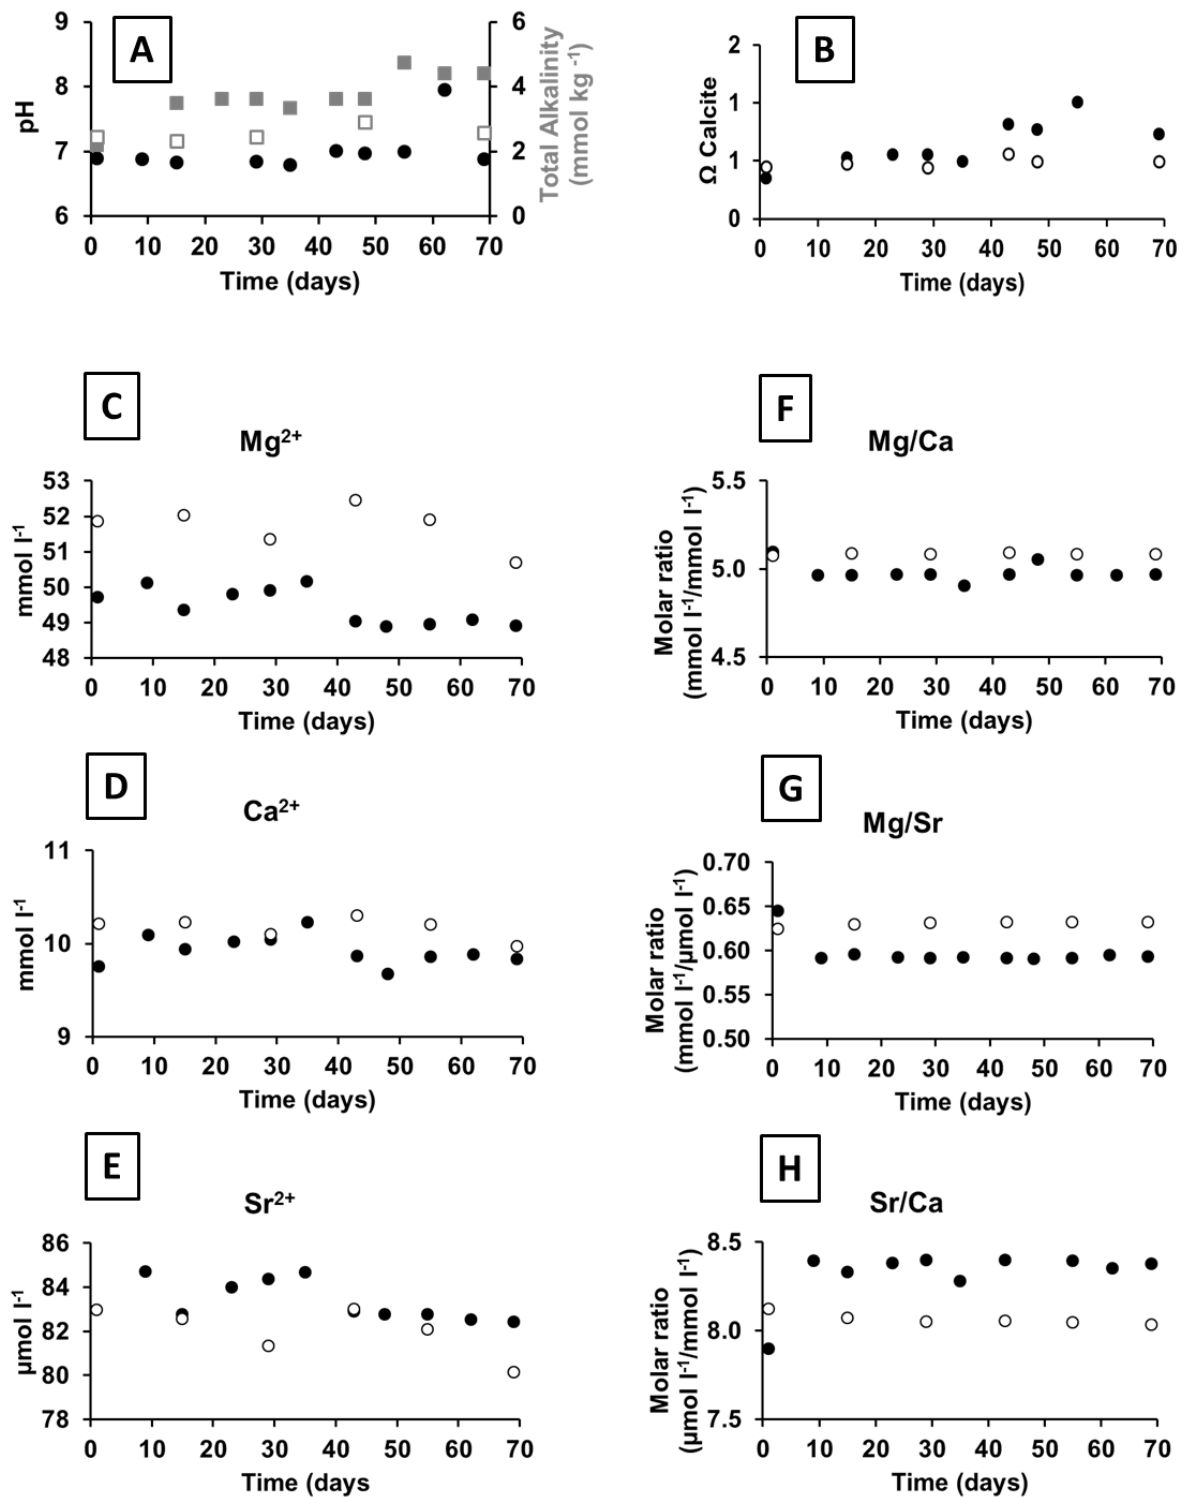 A
9
8
7
6
pH
6
4
2
0
Total Alkalinity
(mmol kg -1)
0 10 20 30 40 50 60 70
Time (days)
B
2
1
1
0
Ω Calcite
0 10 20 30 40 50 60 70
Time (days)
C
Mg2+
53
52
51
50
49
48
mmol l-1
0 10 20 30 40 50 60 70
Time (days)
F
Mg/Ca
5.5
5.0
4.5
Molar ratio
(mmol l-1/mmol l-1)
0 10 20 30 40 50 60 70
Time (days)
D
Ca2+
11
10
9
mmol l-1
0 10 20 30 40 50 60 70
Time (days)
G
Mg/Sr
0.70
0.65
0.60
0.55
0.50
Molar ratio
(mmol l-1/µmol l-1)
0 10 20 30 40 50 60 70
Time (days)
E
Sr2+
86
84
82
80
78
µmol l-1
0 10 20 30 40 50 60 70
Time (days
H
Sr/Ca
8.5
8.0
7.5
Molar ratio
(µmol l-1/mmol l-1)
0 10 20 30 40 50 60 70
Time (days)